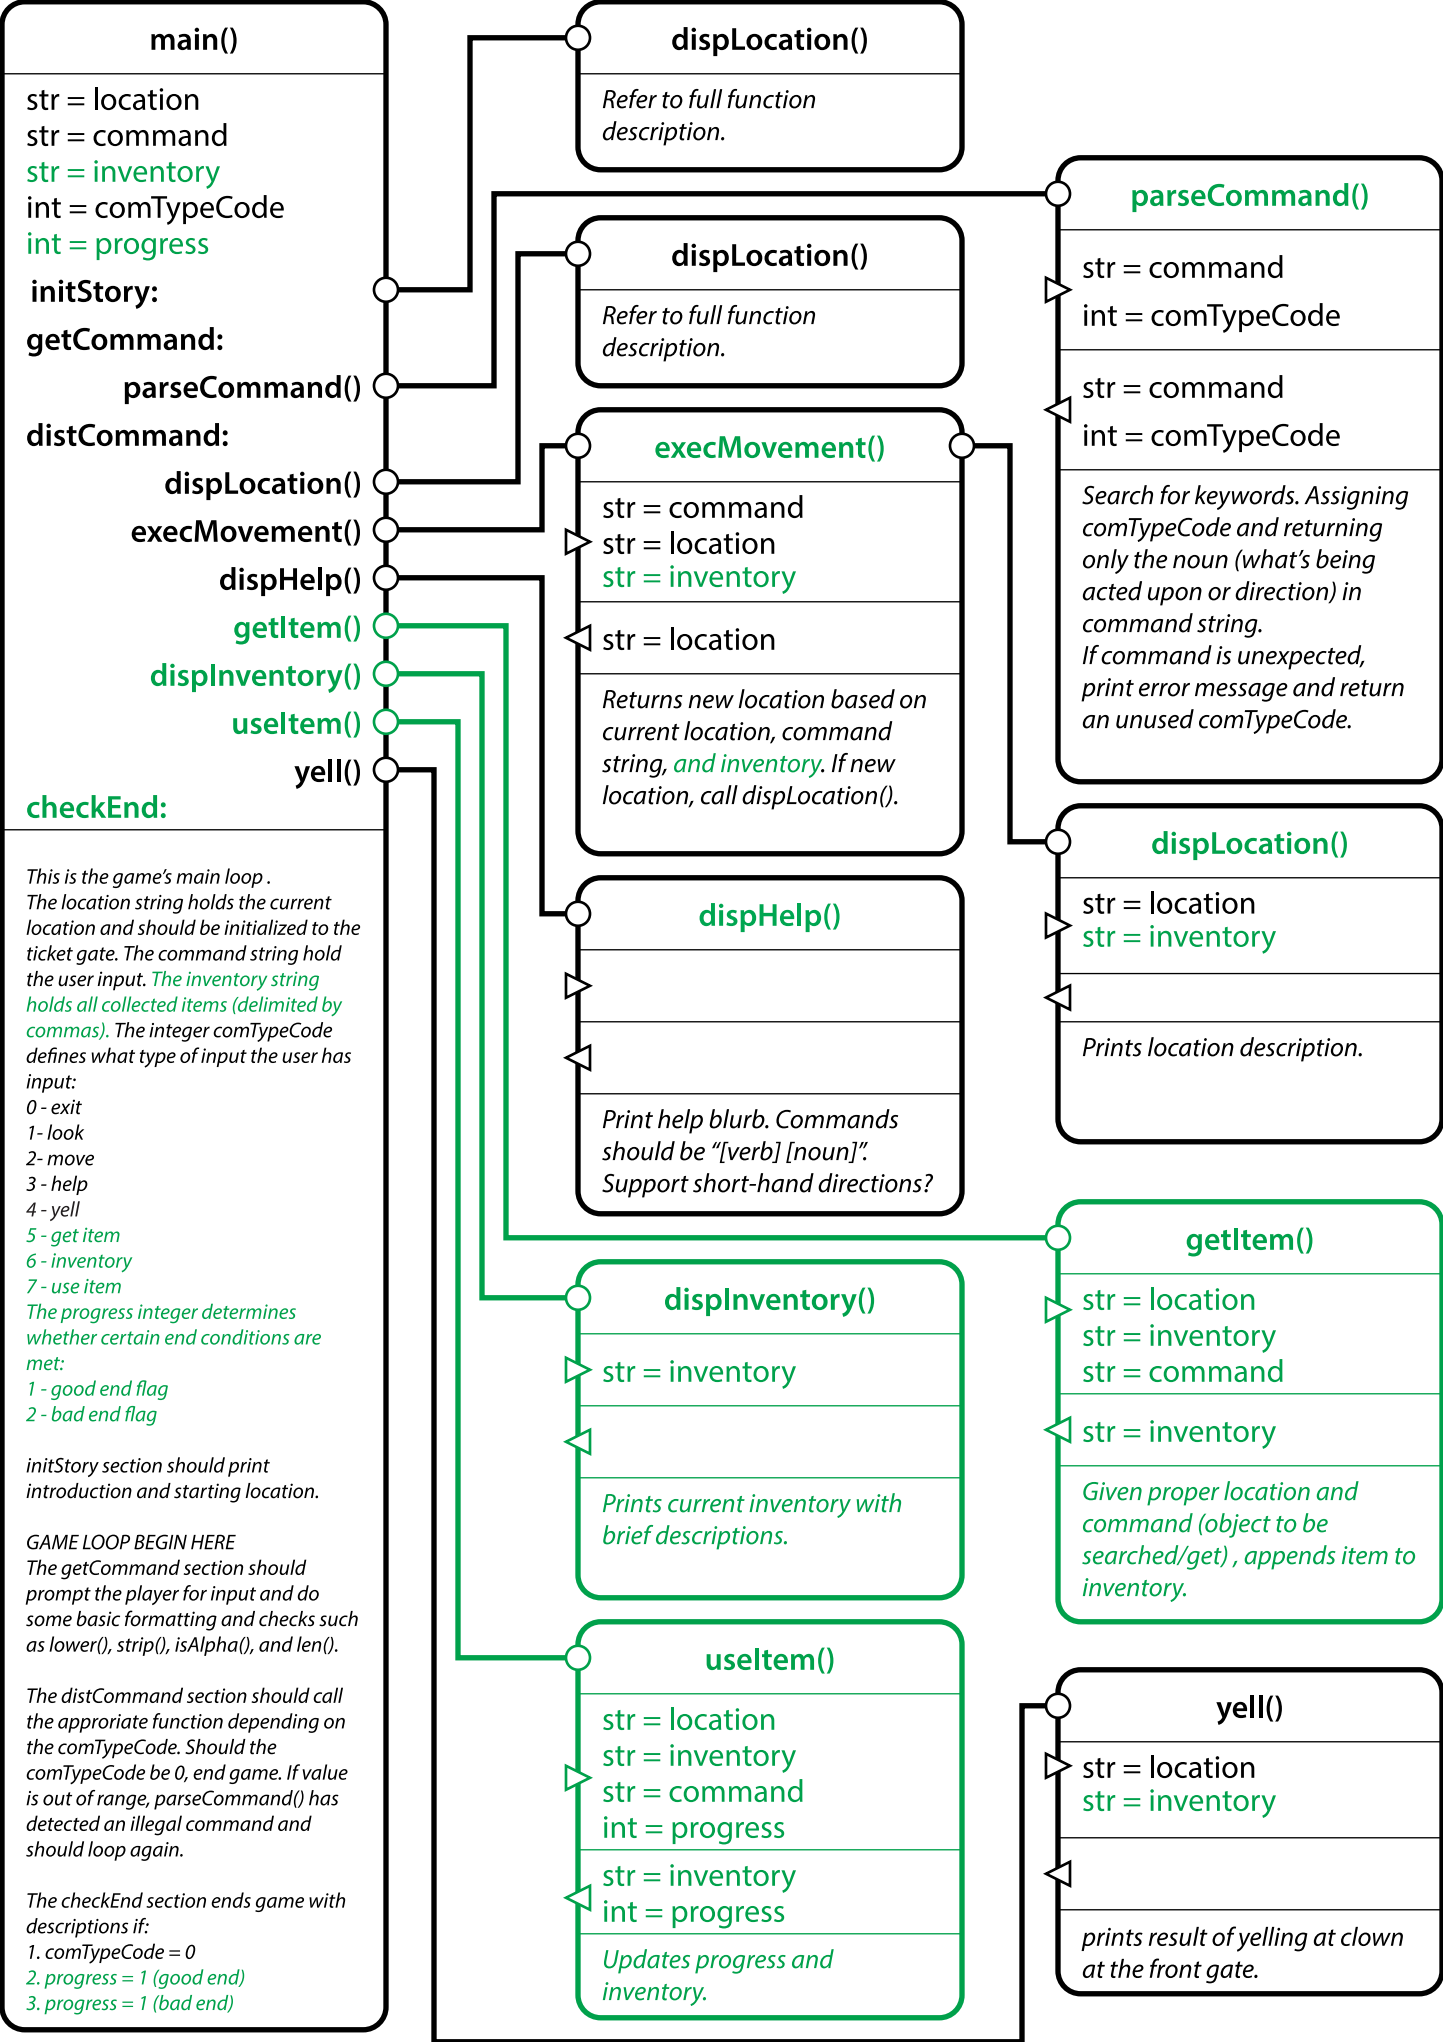 main()
str = location
str = command
str = inventory
int = comTypeCode
int = progress
initStory:
getCommand:
parseCommand()
distCommand:
dispLocation()
execMovement()
dispHelp()
getItem()
dispInventory()
useItem()
yell()
checkEnd:
This is the game’s main loop .
The location string holds the current
location and should be initialized to the
ticket gate. The command string hold
the user input. The inventory string
holds all collected items (delimited by
commas). The integer comTypeCode
defines what type of input the user has
input:
0 - exit
1- look
2- move
3 - help
4 - yell
5 - get item
6 - inventory
7 - use item
The progress integer determines
whether certain end conditions are
met:
1 - good end flag
2 - bad end flag
initStory section should print
introduction and starting location.
GAME LOOP BEGIN HERE
The getCommand section should
prompt the player for input and do
some basic formatting and checks such
as lower(), strip(), isAlpha(), and len().
The distCommand section should call
the approriate function depending on
the comTypeCode. Should the
comTypeCode be 0, end game. If value
is out of range, parseCommand() has
detected an illegal command and
should loop again.
The checkEnd section ends game with
descriptions if:
1. comTypeCode = 0
2. progress = 1 (good end)
3. progress = 1 (bad end)
dispLocation()
Refer to full function
description.
dispLocation()
Refer to full function
description.
execMovement()
str = command
str = location
str = inventory
str = location
Returns new location based on
current location, command
string, and inventory. If new
location, call dispLocation().
dispHelp()
Print help blurb. Commands
should be “[verb] [noun]”.
Support short-hand directions?
dispInventory()
str = inventory
Prints current inventory with
brief descriptions.
useItem()
str = location
str = inventory
str = command
int = progress
str = inventory
int = progress
Updates progress and
inventory.
parseCommand()
str = command
int = comTypeCode
str = command
int = comTypeCode
Search for keywords. Assigning
comTypeCode and returning
only the noun (what’s being
acted upon or direction) in
command string.
If command is unexpected,
print error message and return
an unused comTypeCode.
dispLocation()
str = location
str = inventory
Prints location description.
getItem()
str = location
str = inventory
str = command
str = inventory
Given proper location and
command (object to be
searched/get) , appends item to
inventory.
yell()
str = location
str = inventory
prints result of yelling at clown
at the front gate.